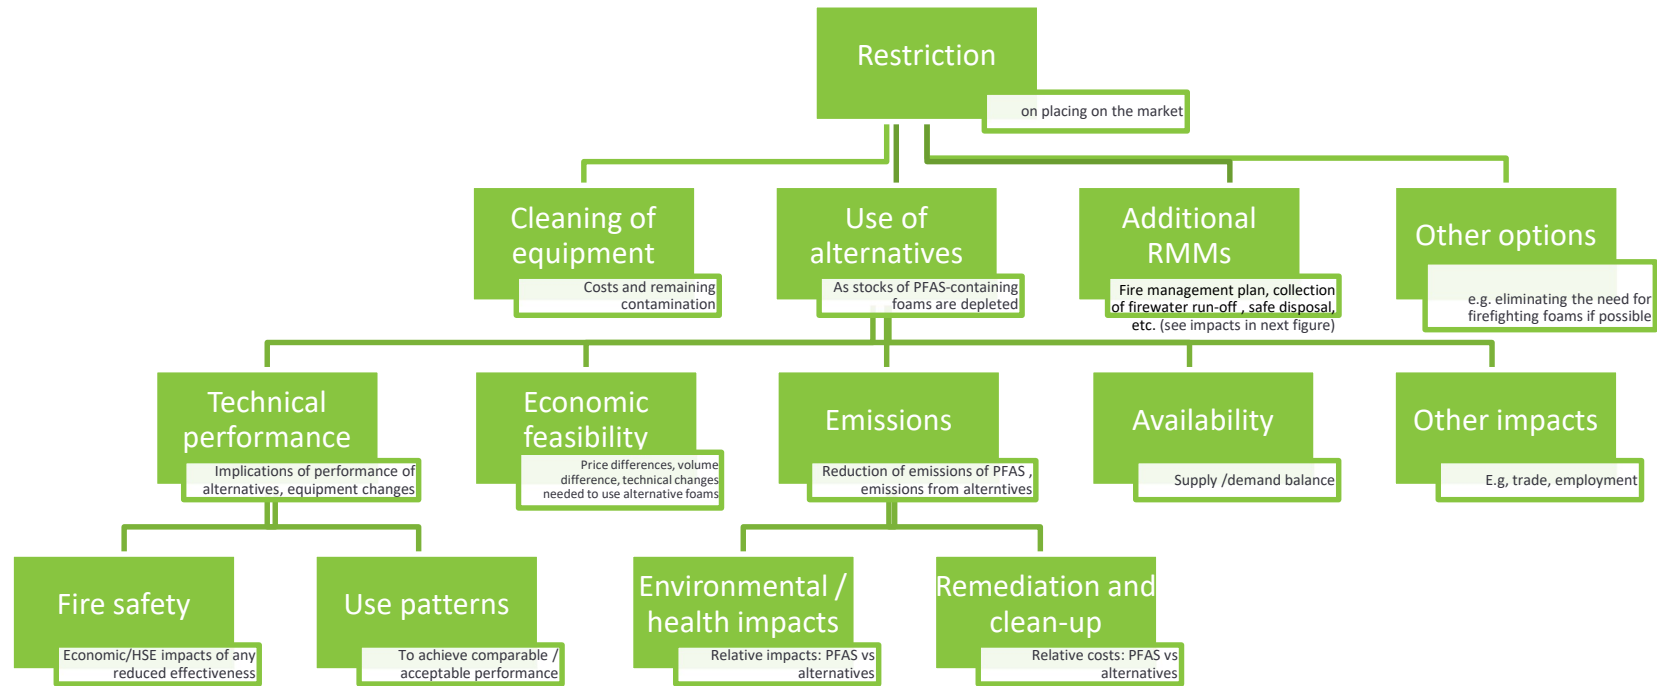 Restriction
on placing on the market
Cleaning of
equipment
Costs and remaining
contamination
Use of
alternatives
As stocks of PFAS-containing
foams are depleted
Additional
RMMs
Fire management plan, collection
of firewater run-off , safe disposal,
etc. (see impacts in next figure)
Other options
e.g. eliminating the need for
firefighting foams if possible
Technical
performance
Implications of performance of
alternatives, equipment changes
Economic
feasibility
Price differences, volume
difference, technical changes
needed to use alternative foams
Emissions
Reduction of emissions of PFAS ,
emissions from alterntives
Availability
Supply /demand balance
Other impacts
E.g, trade, employment
Fire safety
Economic/HSE impacts of any
reduced effectiveness
Use patterns
To achieve comparable /
acceptable performance
Environmental /
health impacts
Relative impacts: PFAS vs
alternatives
Remediation and
clean-up
Relative costs: PFAS vs
alternatives